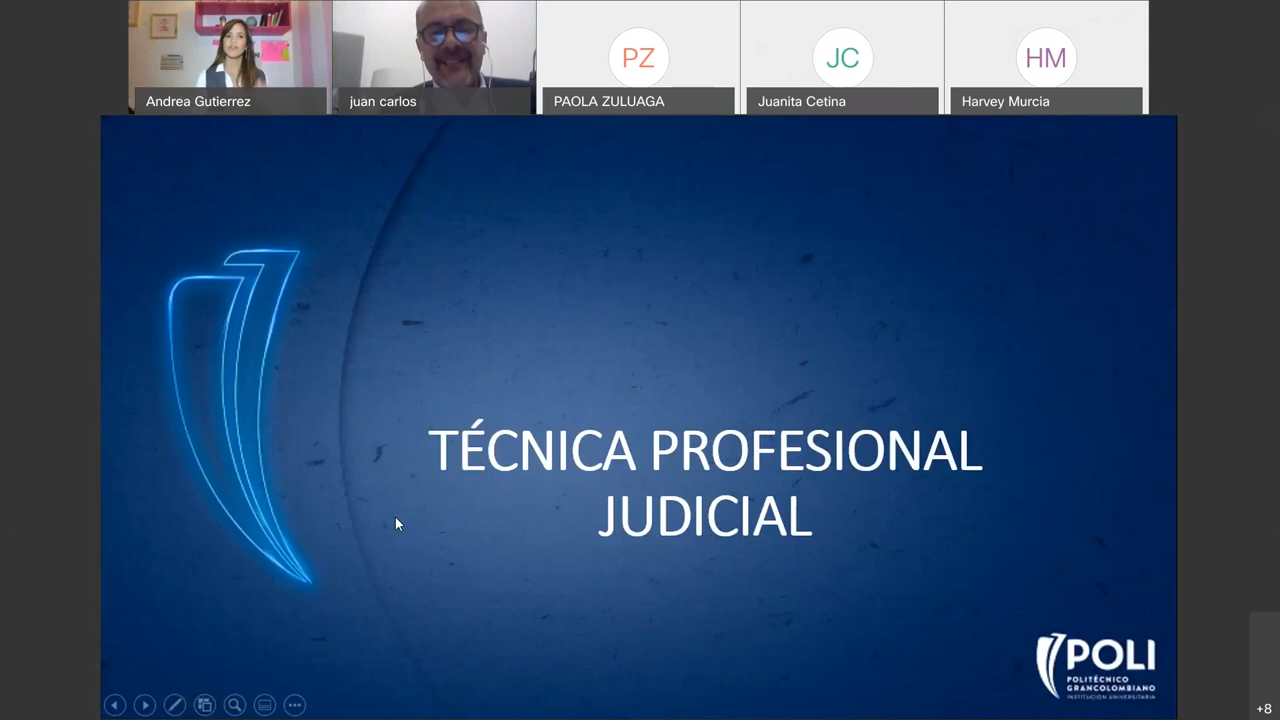 Andrea Gutierrez
juan carlos
PZ
PAOLA ZULUAGA
JC
Juanita Cetina
HM
Harvey Murcia
TÉCNICA PROFESIONAL
JUDICIAL
POLI
POLITÉCNICO
GRANCOLOMBIANO
INSTITUCIÓN UNIVERSITARIA
+8